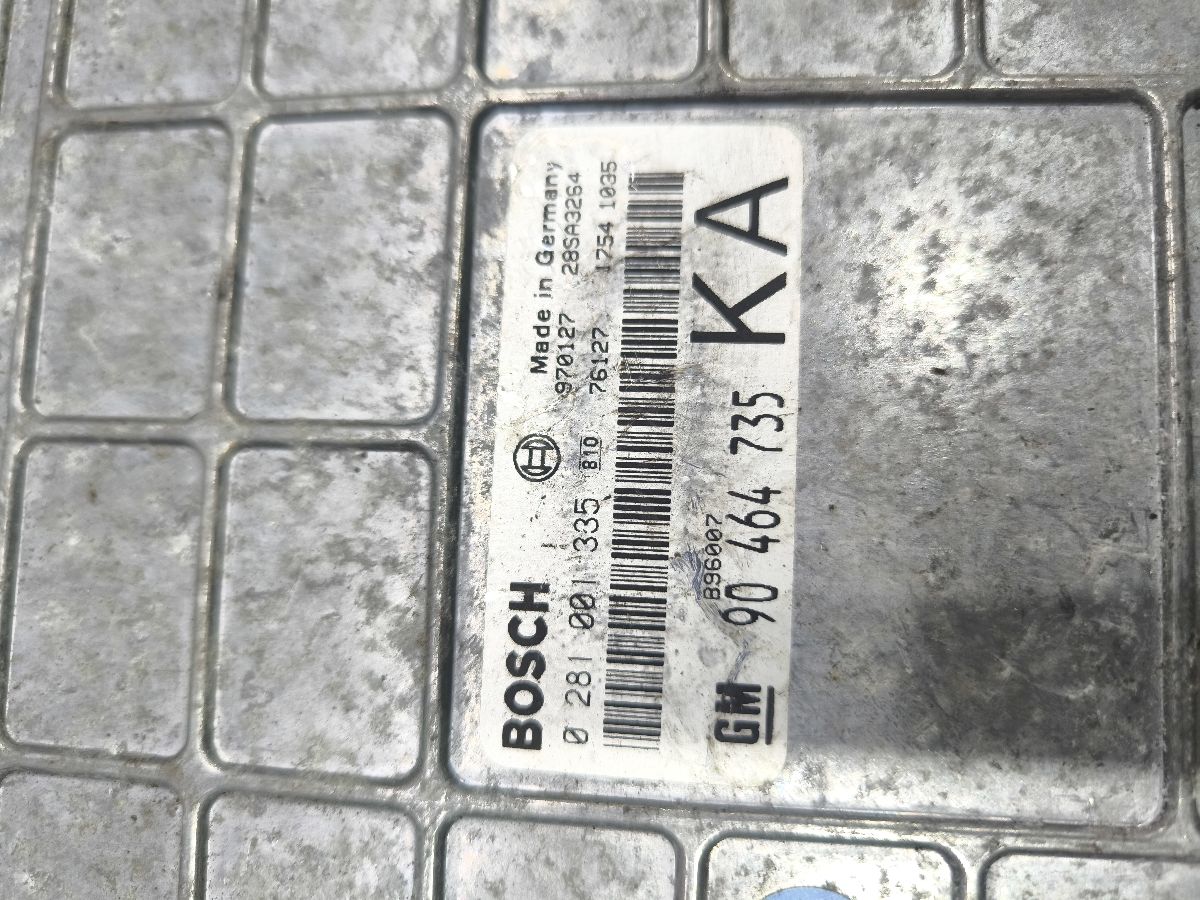 BOSCH
Made in Germany
0 281 001 335
810
970127
28SA3264
76127
1754 1035
896007
GM
90 464 735
KA